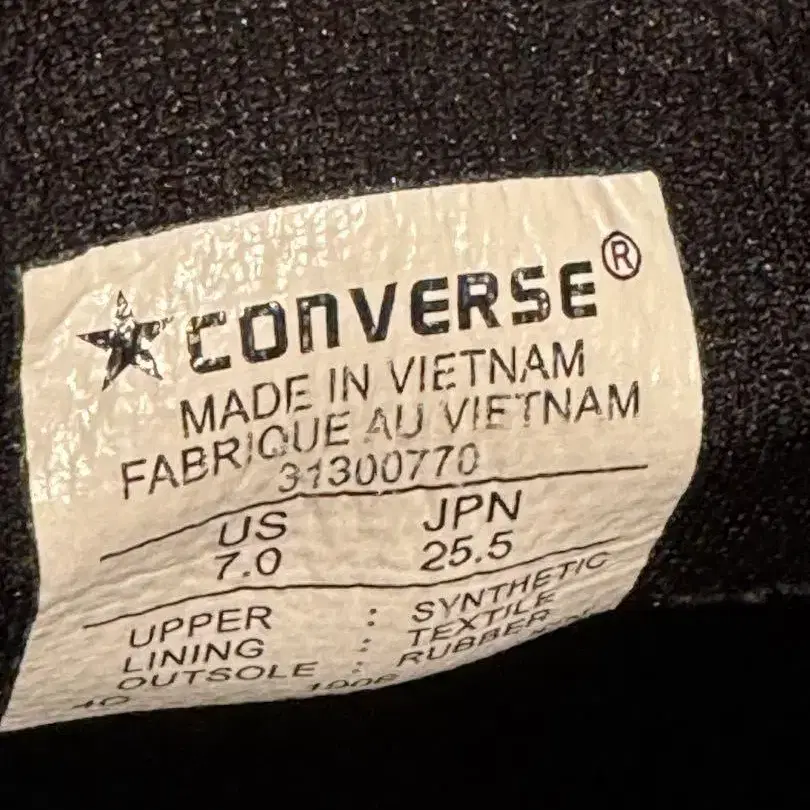 CONVERSE®
MADE IN VIETNAM
FABRIQUE AU VIETNAM
31300770
US JPN
7.0 25.5
UPPER : SYNTHETIC
LINING : TEXTILE
OUTSOLE : RUBBER